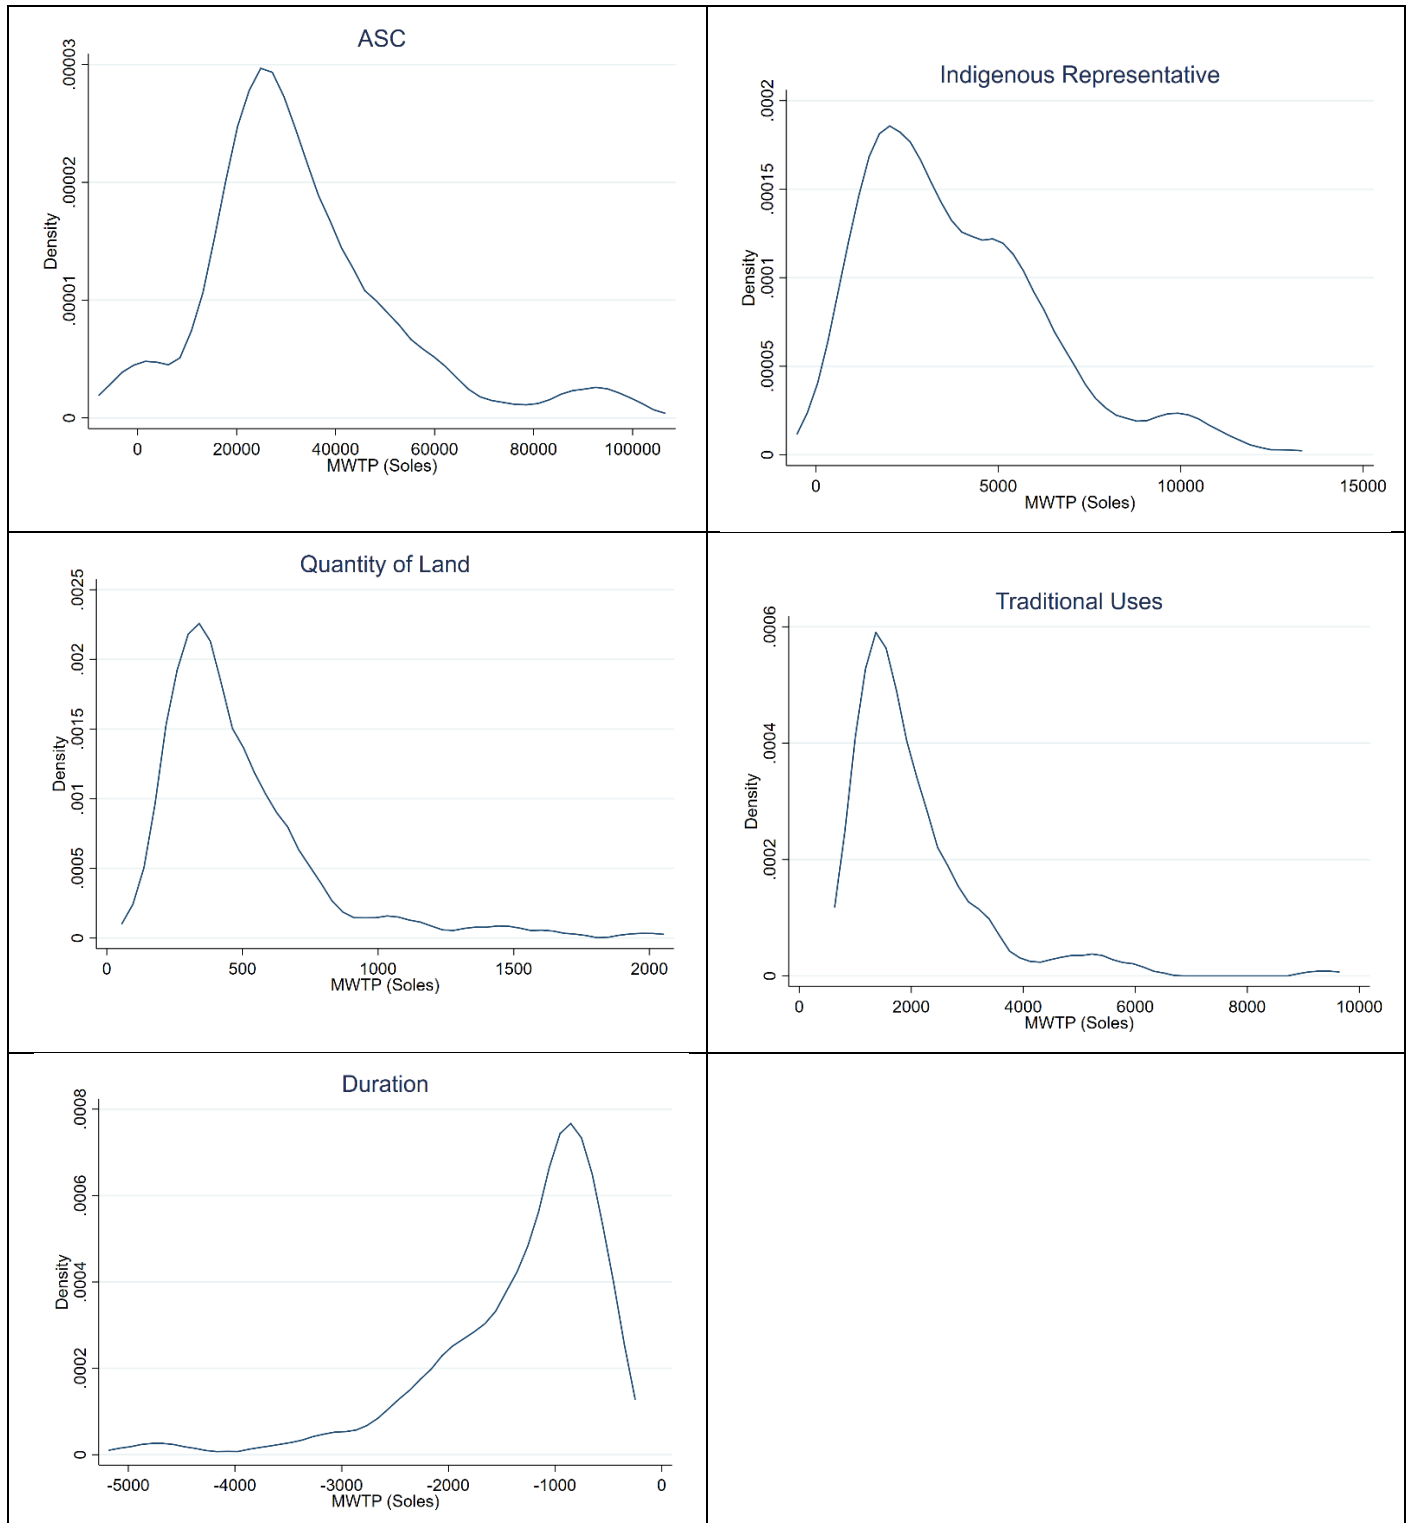 ASC
Density
0 .00001 .00002 .00003
0 20000 40000 60000 80000 100000
MWTP (Soles)
Indigenous Representative
Density
0 .00005 .0001 .00015 .0002
0 5000 10000 15000
MWTP (Soles)
Quantity of Land
Density
0 .0005 .001 .0015 .002 .0025
0 500 1000 1500 2000
MWTP (Soles)
Traditional Uses
Density
0 .0002 .0004 .0006
0 2000 4000 6000 8000 10000
MWTP (Soles)
Duration
Density
0 .0002 .0004 .0006 .0008
-5000 -4000 -3000 -2000 -1000 0
MWTP (Soles)